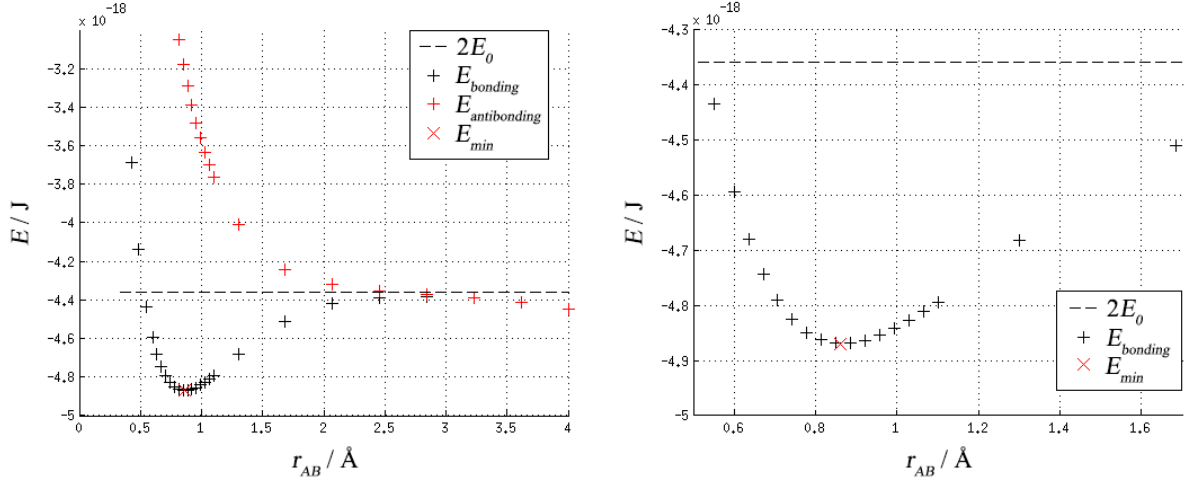 × 10⁻¹⁸
-3.2
-3.4
-3.6
-3.8
-4
-4.2
-4.4
-4.6
-4.8
-5
E / J
0 0.5 1 1.5 2 2.5 3 3.5 4
r_AB / Å
2E₀
E_bonding
E_antibonding
E_min
× 10⁻¹⁸
-4.3
-4.4
-4.5
-4.6
-4.7
-4.8
-4.9
-5
E / J
0.6 0.8 1 1.2 1.4 1.6
r_AB / Å
2E₀
E_bonding
E_min